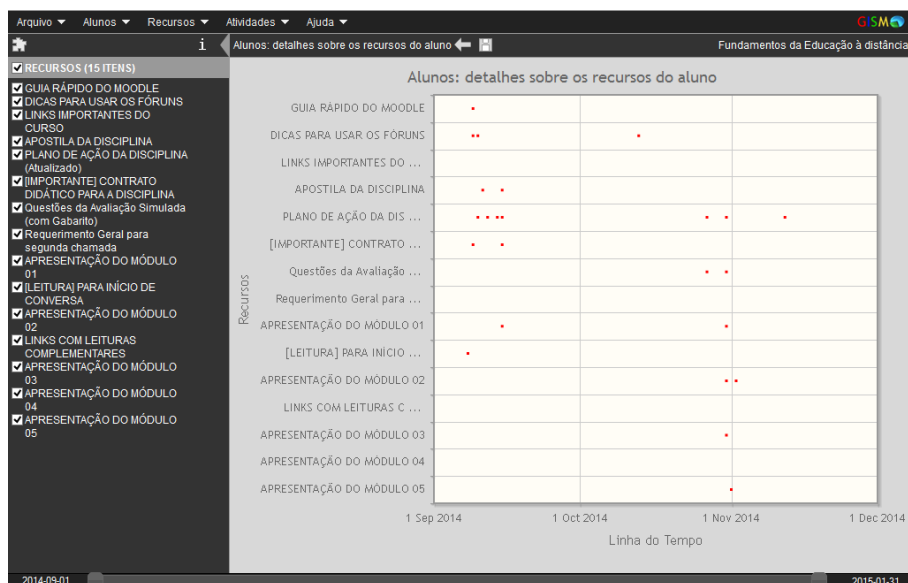 Arquivo Alunos Recursos Atividades Ajuda GISMO
i Alunos: detalhes sobre os recursos do aluno Fundamentos da Educação à distância
RECURSOS (15 ITENS)
GUIA RÁPIDO DO MOODLE
DICAS PARA USAR OS FÓRUNS
LINKS IMPORTANTES DO
CURSO
APOSTILA DA DISCIPLINA
PLANO DE AÇÃO DA DISCIPLINA
(Atualizado)
[IMPORTANTE] CONTRATO
DIDÁTICO PARA A DISCIPLINA
Questões da Avaliação Simulada
(com Gabarito)
Requerimento Geral para
segunda chamada
APRESENTAÇÃO DO MÓDULO
01
[LEITURA] PARA INÍCIO DE
CONVERSA
APRESENTAÇÃO DO MÓDULO
02
LINKS COM LEITURAS
COMPLEMENTARES
APRESENTAÇÃO DO MÓDULO
03
APRESENTAÇÃO DO MÓDULO
04
APRESENTAÇÃO DO MÓDULO
05
Alunos: detalhes sobre os recursos do aluno
Recursos
GUIA RÁPIDO DO MOODLE
DICAS PARA USAR OS FÓRUNS
LINKS IMPORTANTES DO ...
APOSTILA DA DISCIPLINA
PLANO DE AÇÃO DA DIS ...
[IMPORTANTE] CONTRATO ...
Questões da Avaliação ...
Requerimento Geral para ...
APRESENTAÇÃO DO MÓDULO 01
[LEITURA] PARA INÍCIO ...
APRESENTAÇÃO DO MÓDULO 02
LINKS COM LEITURAS C ...
APRESENTAÇÃO DO MÓDULO 03
APRESENTAÇÃO DO MÓDULO 04
APRESENTAÇÃO DO MÓDULO 05
1 Sep 2014 1 Oct 2014 1 Nov 2014 1 Dec 2014
Linha do Tempo
2014-09-01 2015-01-31